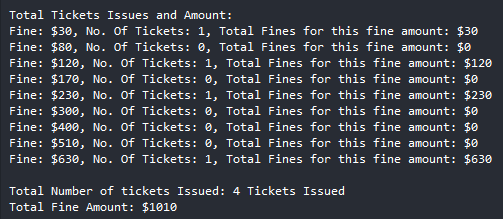 Total Tickets Issues and Amount:
Fine: $30, No. Of Tickets: 1, Total Fines for this fine amount: $30
Fine: $80, No. Of Tickets: 0, Total Fines for this fine amount: $0
Fine: $120, No. Of Tickets: 1, Total Fines for this fine amount: $120
Fine: $170, No. Of Tickets: 0, Total Fines for this fine amount: $0
Fine: $230, No. Of Tickets: 1, Total Fines for this fine amount: $230
Fine: $300, No. Of Tickets: 0, Total Fines for this fine amount: $0
Fine: $400, No. Of Tickets: 0, Total Fines for this fine amount: $0
Fine: $510, No. Of Tickets: 0, Total Fines for this fine amount: $0
Fine: $630, No. Of Tickets: 1, Total Fines for this fine amount: $630
Total Number of tickets Issued: 4 Tickets Issued
Total Fine Amount: $1010